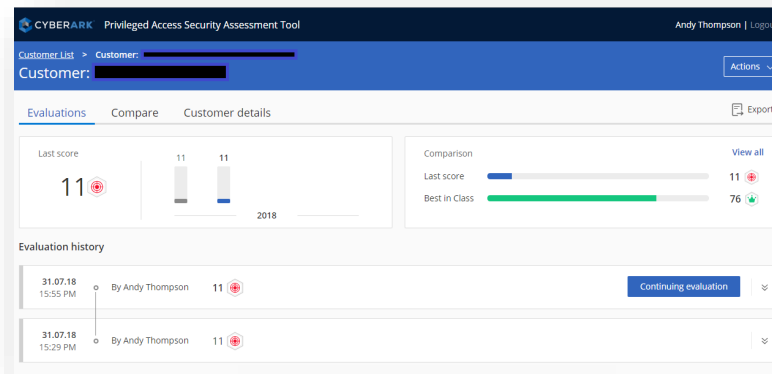 CYBERARK Privileged Access Security Assessment Tool
Andy Thompson | Logout
Customer List > Customer:
Customer:
Actions
Evaluations Compare Customer details
Export
Last score
11
11 11
2018
Comparison View all
Last score 11
Best in Class 76
Evaluation history
31.07.18
15:55 PM
By Andy Thompson 11
Continuing evaluation
31.07.18
15:29 PM
By Andy Thompson 11